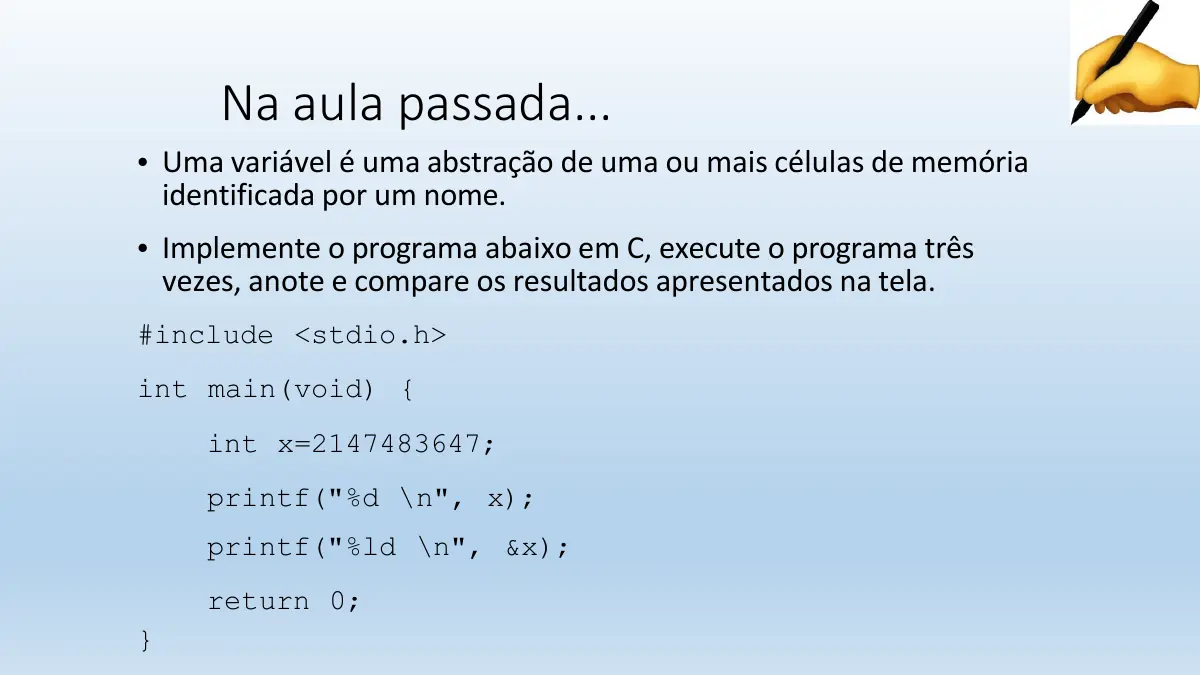 Na aula passada...
• Uma variável é uma abstração de uma ou mais células de memória
identificada por um nome.
• Implemente o programa abaixo em C, execute o programa três
vezes, anote e compare os resultados apresentados na tela.
#include <stdio.h>
int main(void) {
    int x=2147483647;
    printf("%d \n", x);
    printf("%ld \n", &x);
    return 0;
}